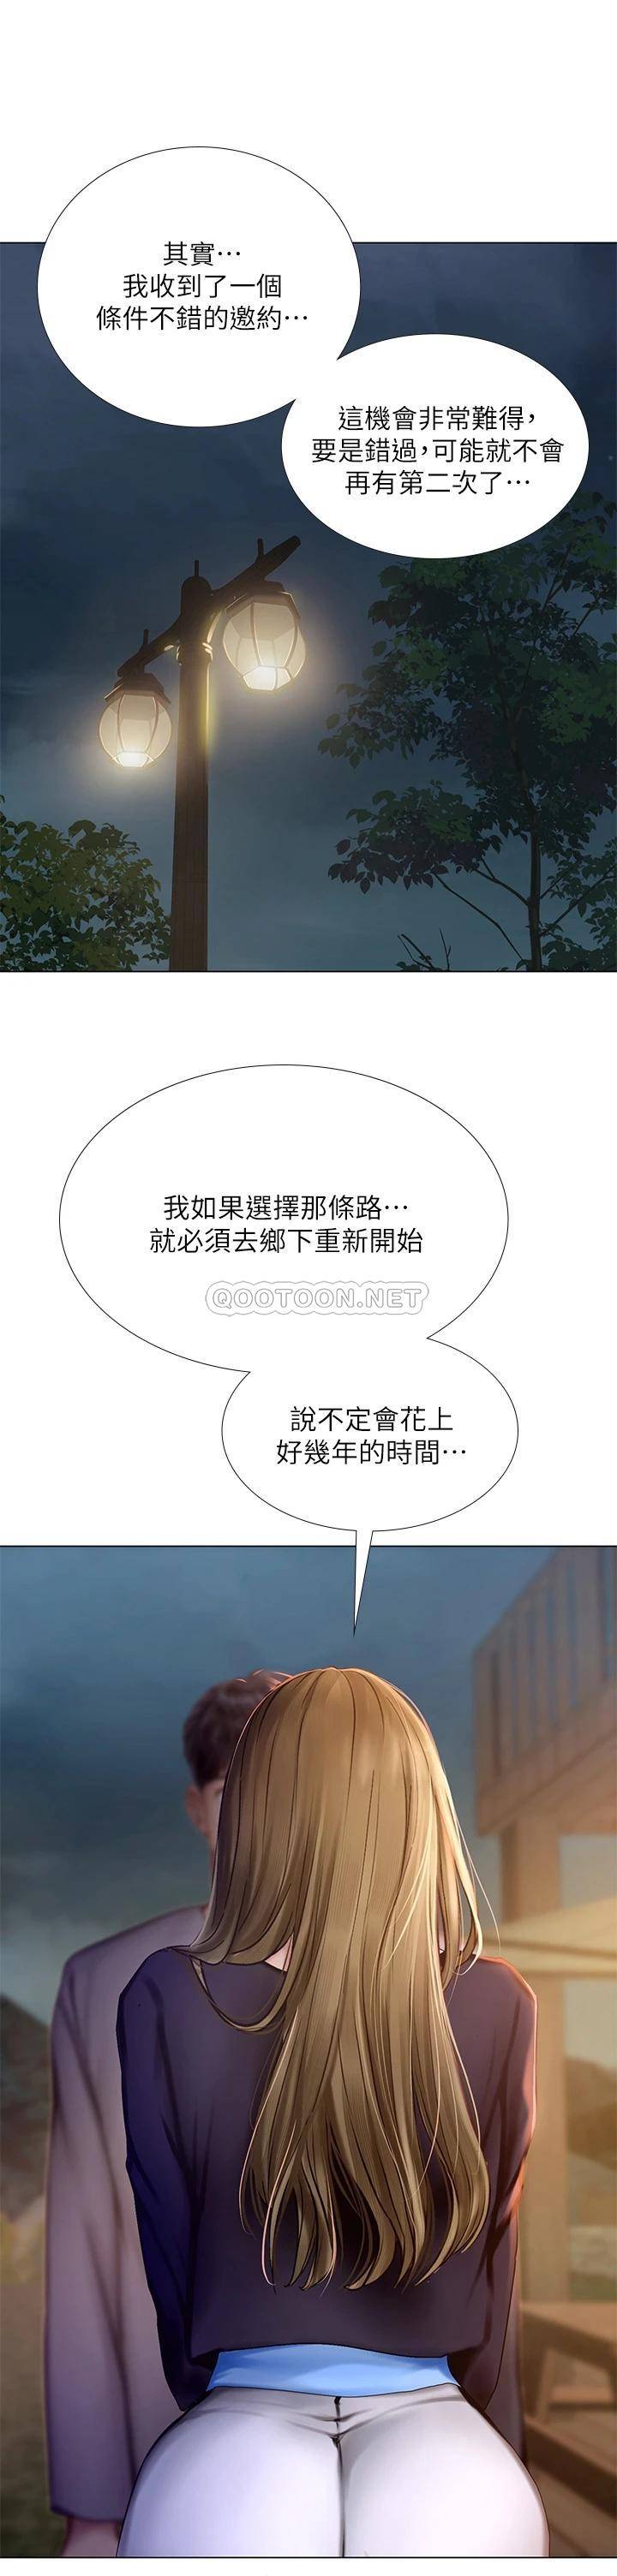 其實⋯
我收到了一個
條件不錯的邀約⋯
這機會非常難得,
要是錯過,可能就不會
再有第二次了⋯
我如果選擇那條路⋯
就必須去鄉下重新開始
QOOTOON.NET
說不定會花上
好幾年的時間⋯